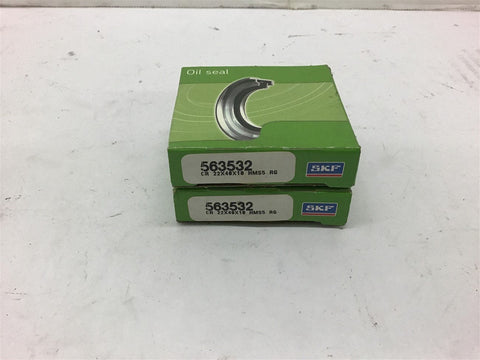 Oil seal
563532
CR 22X40X10 HMS5 RG
SKF
563532
CR 22X40X10 HMS5 RG
SKF